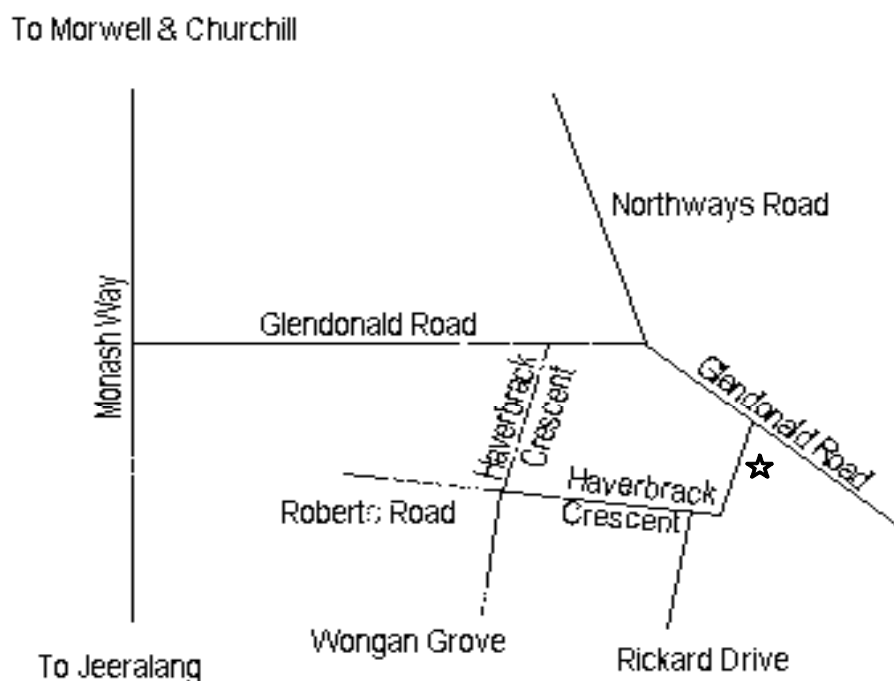 To Morwell & Churchill
Northways Road
Monash Way
Glendonald Road
Glendonald Road
Haverbrack
Crescent
Haverbrack
Crescent
Roberts Road
Wongan Grove
Rickard Drive
To Jeeralang